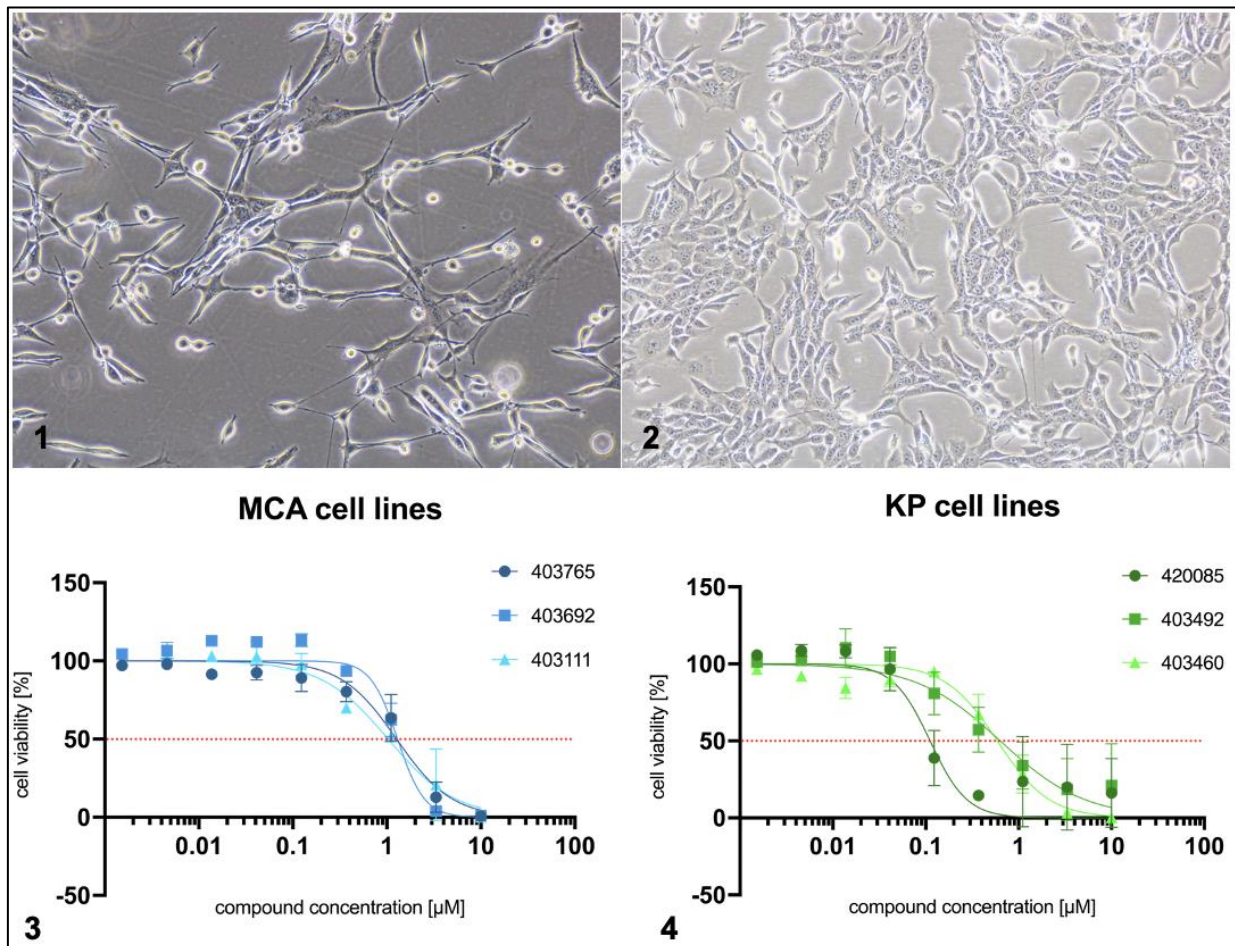 1
2
MCA cell lines
KP cell lines
403765
403692
403111
420085
403492
403460
150
100
50
0
-50
0.01 0.1 1 10 100
cell viability [%]
compound concentration [µM]
3
150
100
50
0
-50
0.01 0.1 1 10 100
cell viability [%]
compound concentration [µM]
4